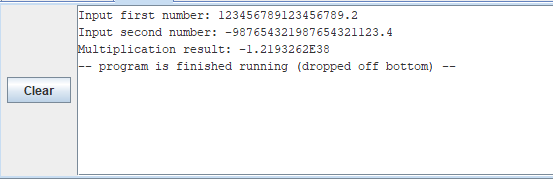 Input first number: 123456789123456789.2
Input second number: -987654321987654321123.4
Multiplication result: -1.2193262E38
-- program is finished running (dropped off bottom) --
Clear